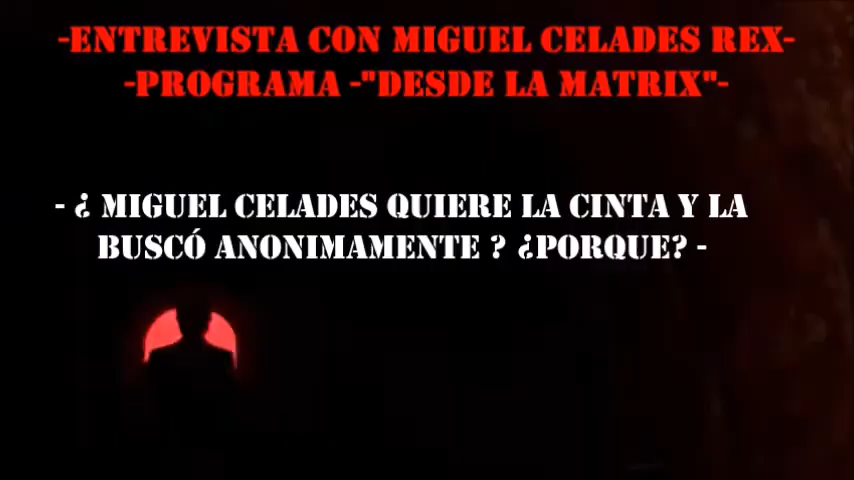 -ENTREVISTA CON MIGUEL CELADES REX-
-PROGRAMA -"DESDE LA MATRIX"-
- ¿ MIGUEL CELADES QUIERE LA CINTA Y LA
BUSCÓ ANONIMAMENTE ? ¿PORQUE? -